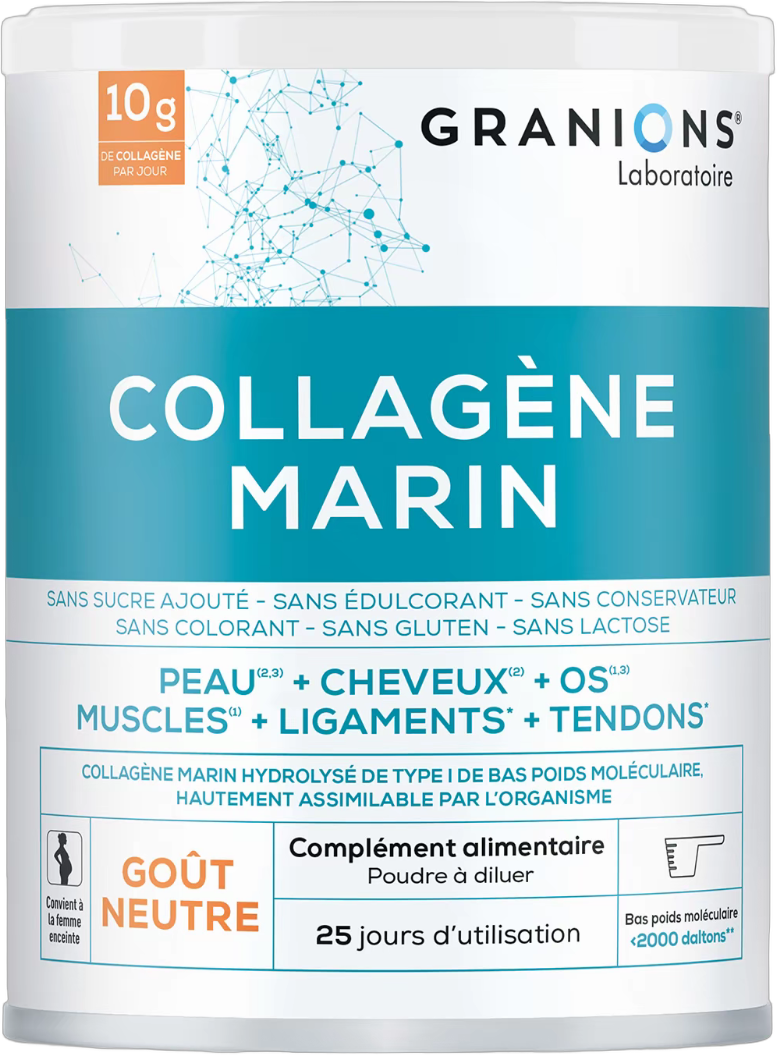 10g
DE COLLAGÈNE
PAR JOUR
GRANIONS®
Laboratoire
COLLAGÈNE
MARIN
SANS SUCRE AJOUTÉ - SANS ÉDULCORANT - SANS CONSERVATEUR
SANS COLORANT - SANS GLUTEN - SANS LACTOSE
PEAU(2,3) + CHEVEUX(2) + OS(1,3)
MUSCLES(1) + LIGAMENTS* + TENDONS*
COLLAGÈNE MARIN HYDROLYSÉ DE TYPE I DE BAS POIDS MOLÉCULAIRE,
HAUTEMENT ASSIMILABLE PAR L'ORGANISME
Convient à
la femme
enceinte
GOÛT
NEUTRE
Complément alimentaire
Poudre à diluer
25 jours d'utilisation
Bas poids moléculaire
<2000 daltons**